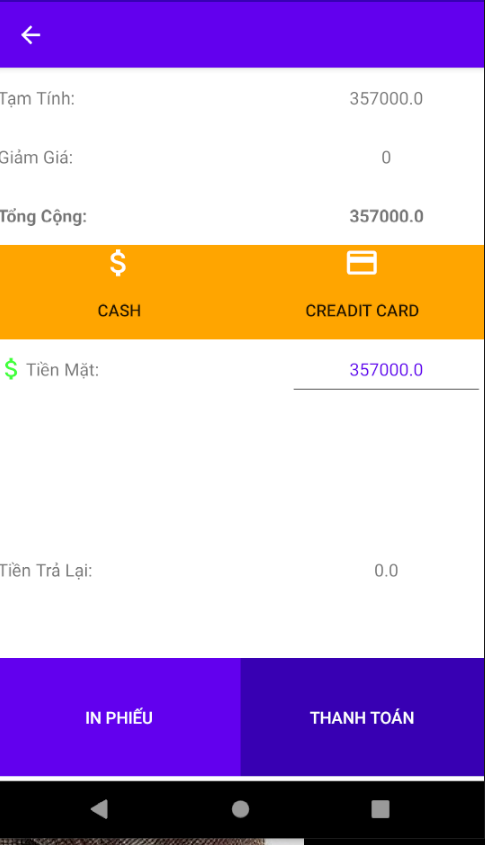 Tạm Tính: 357000.0
Giảm Giá: 0
Tổng Cộng: 357000.0
CASH CREADIT CARD
$ Tiền Mặt: 357000.0
Tiền Trả Lại: 0.0
IN PHIẾU THANH TOÁN